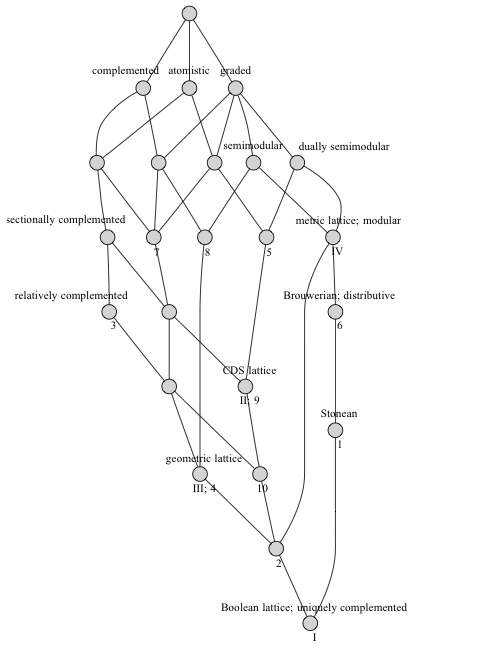 complemented atomistic graded
semimodular dually semimodular
sectionally complemented metric lattice; modular
7 8 5 IV
relatively complemented Brouwerian; distributive
3 6
CDS lattice
II; 9
Stonean
1
geometric lattice
III; 4 10
2
Boolean lattice; uniquely complemented
I